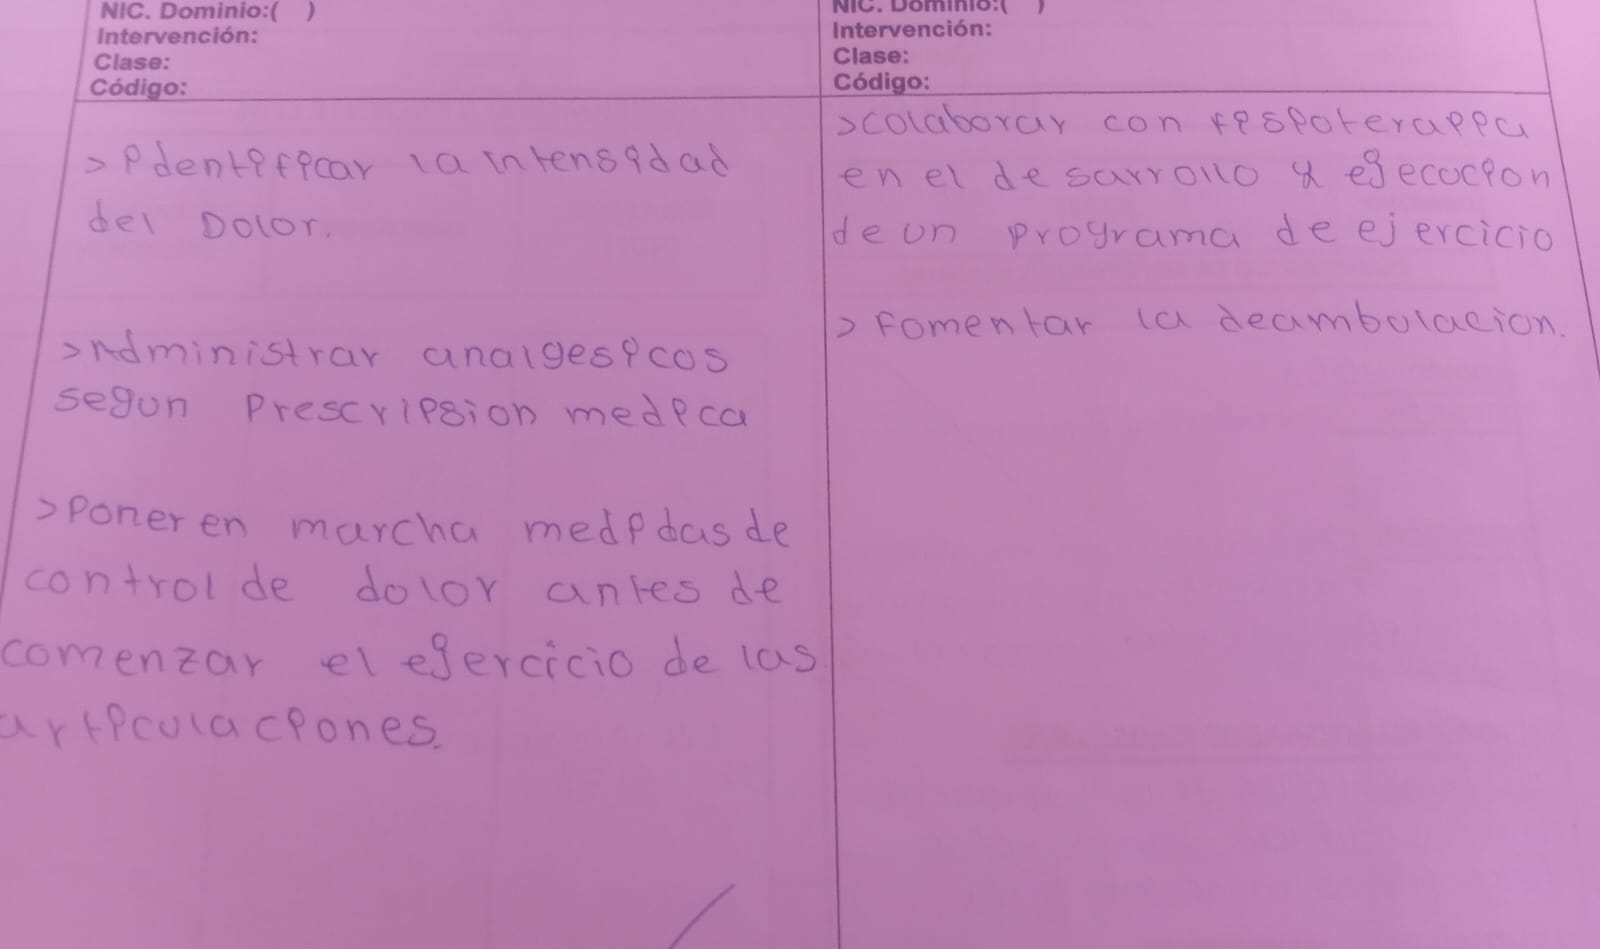 NIC. Dominio:( )
Intervención:
Clase:
Código:
>identificar la intensidad
del Dolor.
>Administrar analgesicos
segun Prescripsion medica
>Poner en marcha medidas de
control de dolor antes de
comenzar el ejercicio de las
articulaciones.
NIC. Dominio:( )
Intervención:
Clase:
Código:
>colaborar con fisioterapia
en el desarrollo y ejecucion
de un programa de ejercicio
>Fomentar la deambulacion.